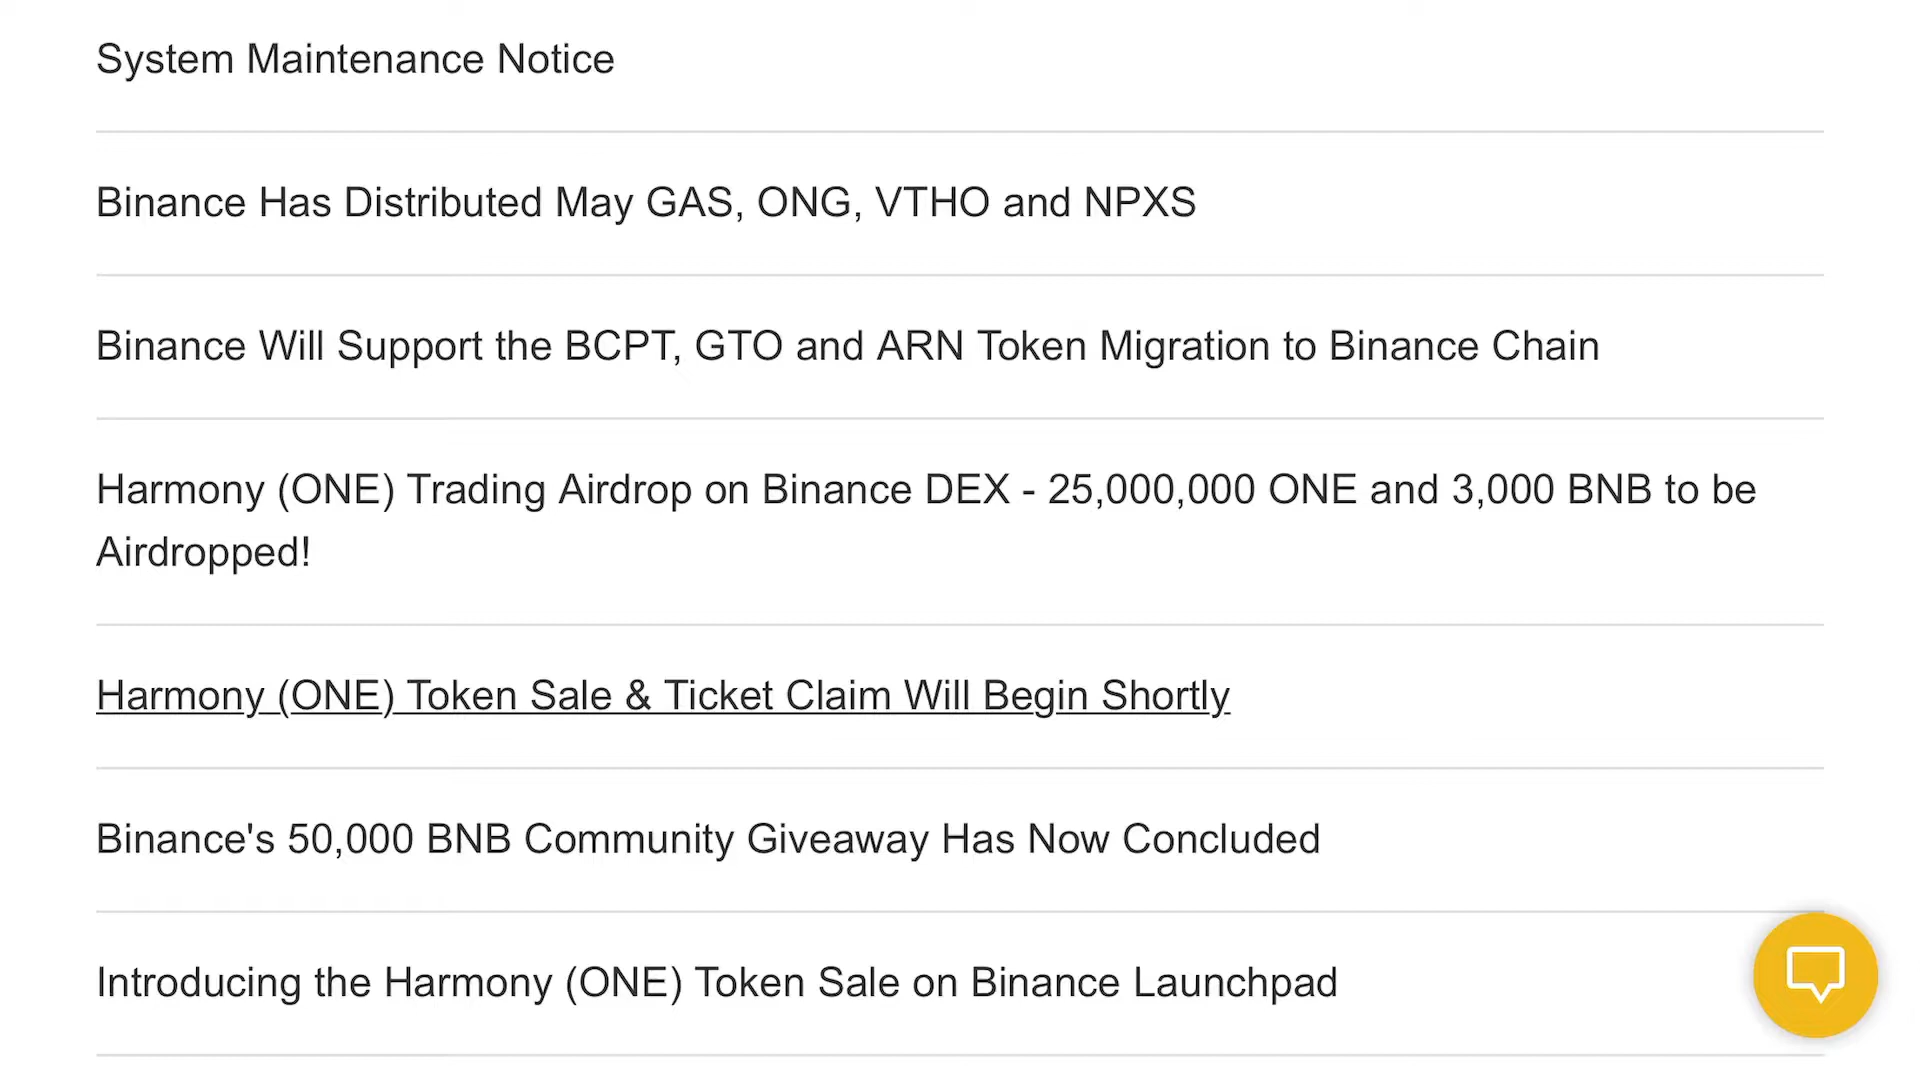 System Maintenance Notice
Binance Has Distributed May GAS, ONG, VTHO and NPXS
Binance Will Support the BCPT, GTO and ARN Token Migration to Binance Chain
Harmony (ONE) Trading Airdrop on Binance DEX - 25,000,000 ONE and 3,000 BNB to be
Airdropped!
Harmony (ONE) Token Sale & Ticket Claim Will Begin Shortly
Binance's 50,000 BNB Community Giveaway Has Now Concluded
Introducing the Harmony (ONE) Token Sale on Binance Launchpad